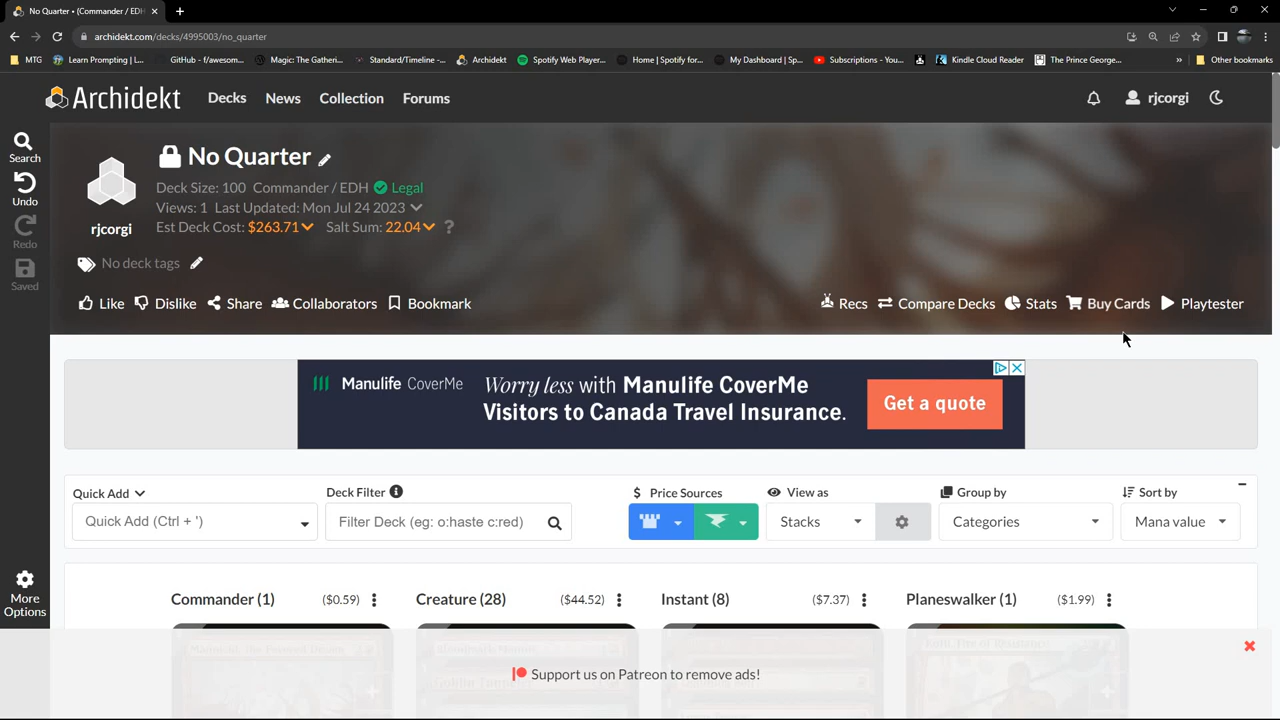 No Quarter • (Commander / EDH
archidekt.com/decks/4995003/no_quarter
MTG
Learn Prompting | L...
GitHub - f/awesom...
Magic: The Gatheri...
Standard/Timeline -...
Archidekt
Spotify Web Player...
Home | Spotify for...
My Dashboard | Sp...
Subscriptions - You...
Kindle Cloud Reader
The Prince George...
»
Other bookmarks
Archidekt
Decks
News
Collection
Forums
rjcorgi
Search
Undo
Redo
Saved
More
Options
No Quarter
Deck Size: 100 Commander / EDH Legal
Views: 1 Last Updated: Mon Jul 24 2023
Est Deck Cost: $263.71 Salt Sum: 22.04 ?
rjcorgi
No deck tags
Like
Dislike
Share
Collaborators
Bookmark
Recs
Compare Decks
Stats
Buy Cards
Playtester
Manulife CoverMe
Worry less with Manulife CoverMe
Visitors to Canada Travel Insurance.
Get a quote
Quick Add
Quick Add (Ctrl + ')
Deck Filter
Filter Deck (eg: o:haste c:red)
$ Price Sources
View as
Stacks
Group by
Categories
Sort by
Mana value
Commander (1) ($0.59)
Creature (28) ($44.52)
Instant (8) ($7.37)
Planeswalker (1) ($1.99)
Support us on Patreon to remove ads!